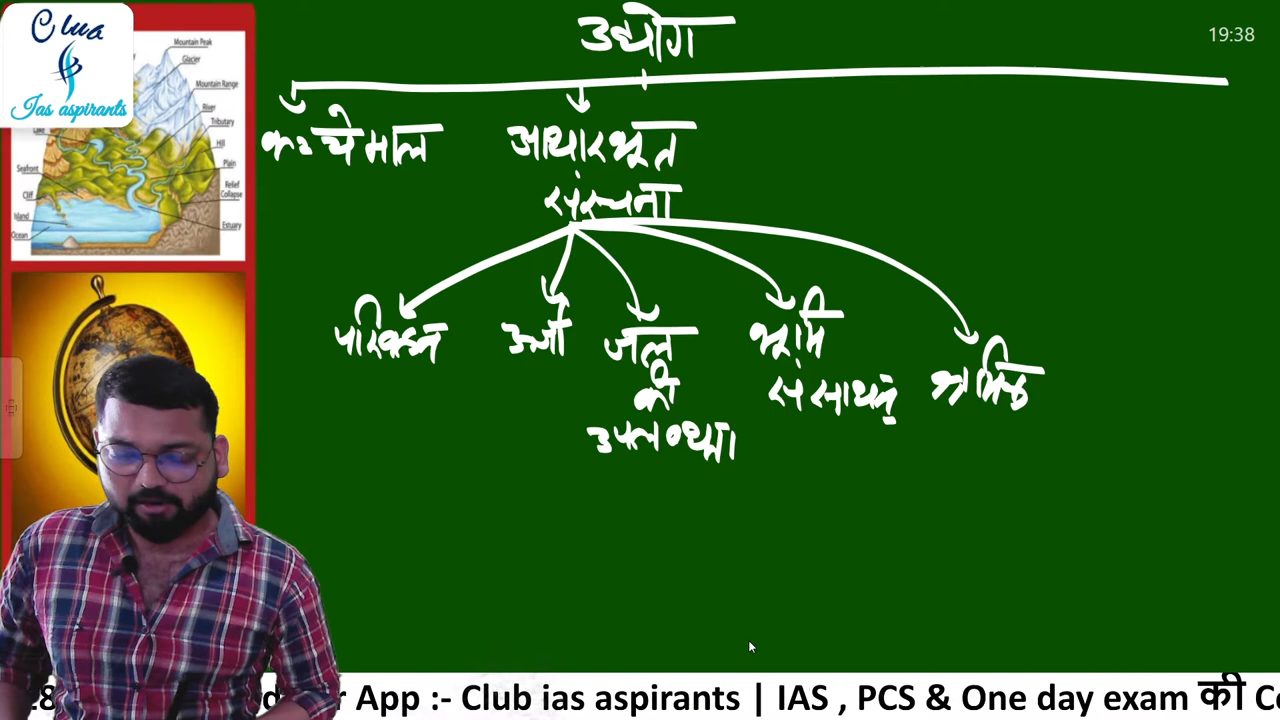 Clua
Ias aspirants
19:38
Mountain Peak
Glacier
Mountain Range
River
Lake
Tributary
Hill
Seafront
Plain
Cliff
Relief
Collapse
Island
Estuary
Ocean
उद्योग
कच्चे माल
आधारभूत
संरचना
परिवहन
उर्जा
जल
की
उपलब्धता
भूमि
संसाधन
श्रमिक
App :- Club ias aspirants | IAS , PCS & One day exam की